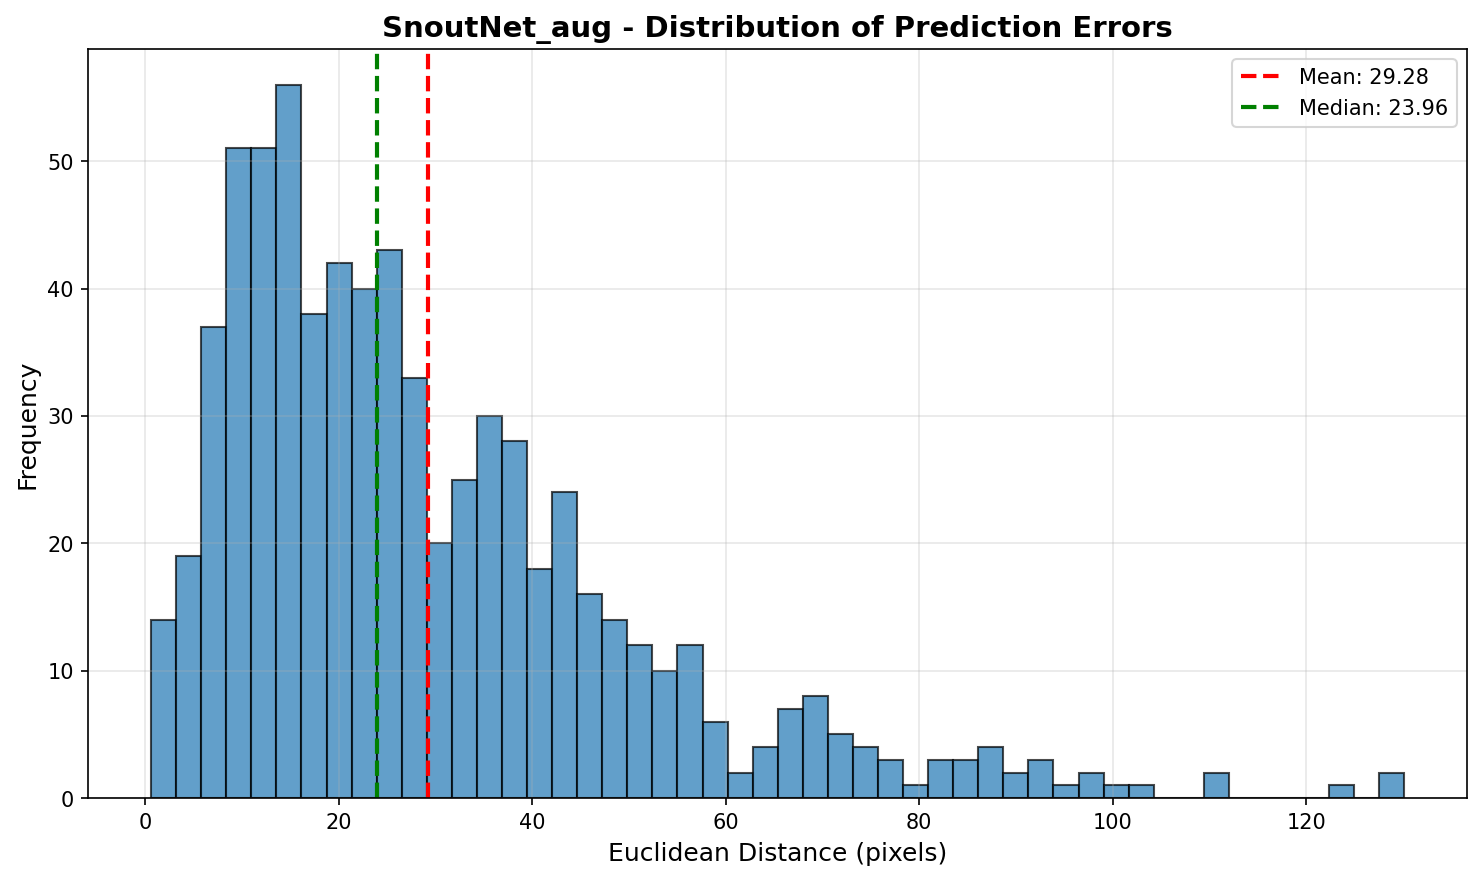 SnoutNet_aug - Distribution of Prediction Errors
Mean: 29.28
Median: 23.96
Frequency
50
40
30
20
10
0
0 20 40 60 80 100 120
Euclidean Distance (pixels)